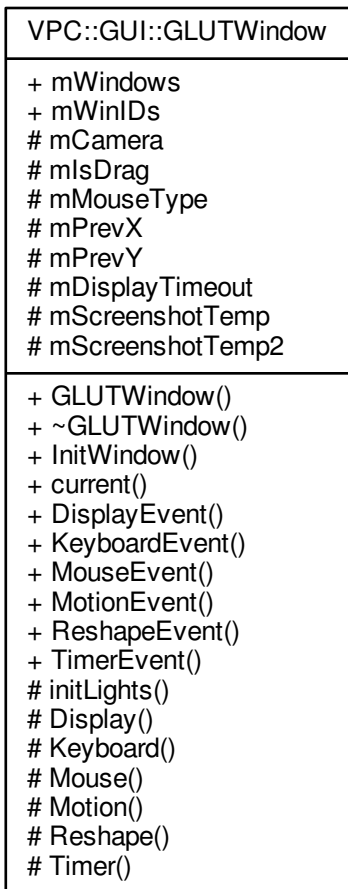 VPC::GUI::GLUTWindow
+ mWindows
+ mWinIDs
# mCamera
# mIsDrag
# mMouseType
# mPrevX
# mPrevY
# mDisplayTimeout
# mScreenshotTemp
# mScreenshotTemp2
+ GLUTWindow()
+ ~GLUTWindow()
+ InitWindow()
+ current()
+ DisplayEvent()
+ KeyboardEvent()
+ MouseEvent()
+ MotionEvent()
+ ReshapeEvent()
+ TimerEvent()
# initLights()
# Display()
# Keyboard()
# Mouse()
# Motion()
# Reshape()
# Timer()